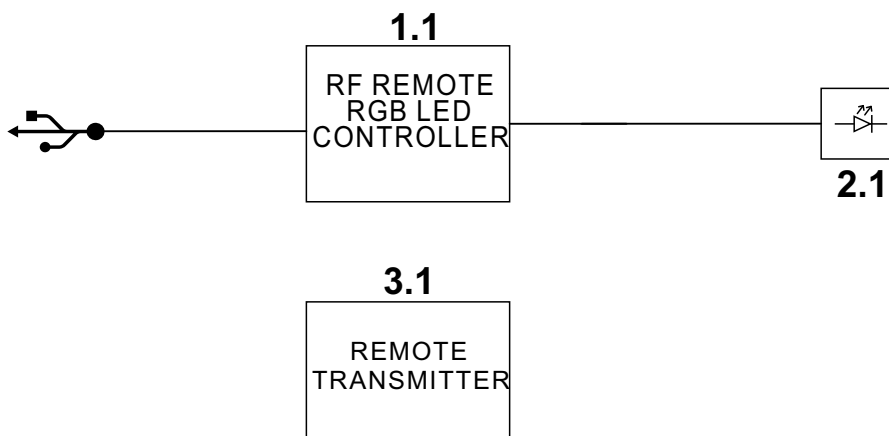 1.1
RF REMOTE
RGB LED
CONTROLLER
2.1
3.1
REMOTE
TRANSMITTER